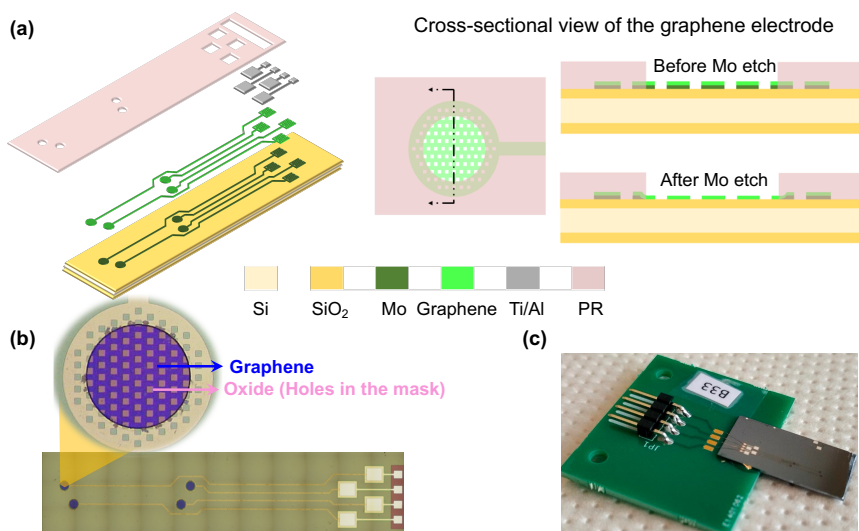 (a)
Cross-sectional view of the graphene electrode
Before Mo etch
After Mo etch
Si
SiO₂
Mo
Graphene
Ti/Al
PR
(b)
Graphene
Oxide (Holes in the mask)
(c)
B33
JP1